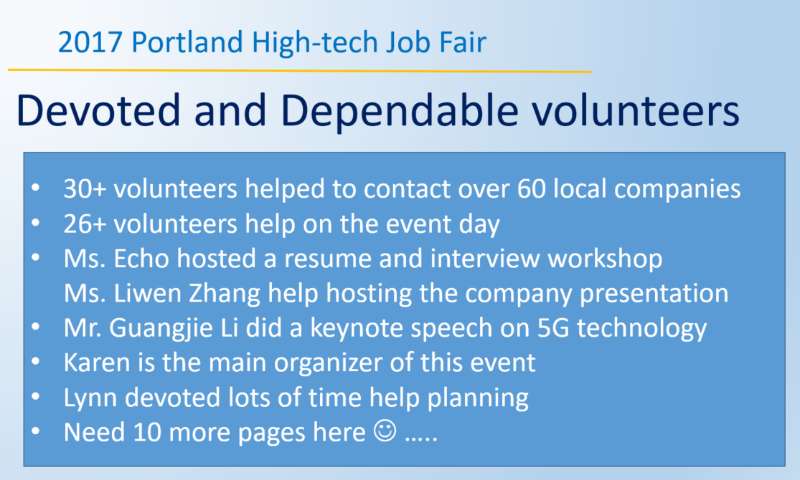 2017 Portland High-tech Job Fair
Devoted and Dependable volunteers
• 30+ volunteers helped to contact over 60 local companies
• 26+ volunteers help on the event day
• Ms. Echo hosted a resume and interview workshop
Ms. Liwen Zhang help hosting the company presentation
• Mr. Guangjie Li did a keynote speech on 5G technology
• Karen is the main organizer of this event
• Lynn devoted lots of time help planning
• Need 10 more pages here ☺ …..